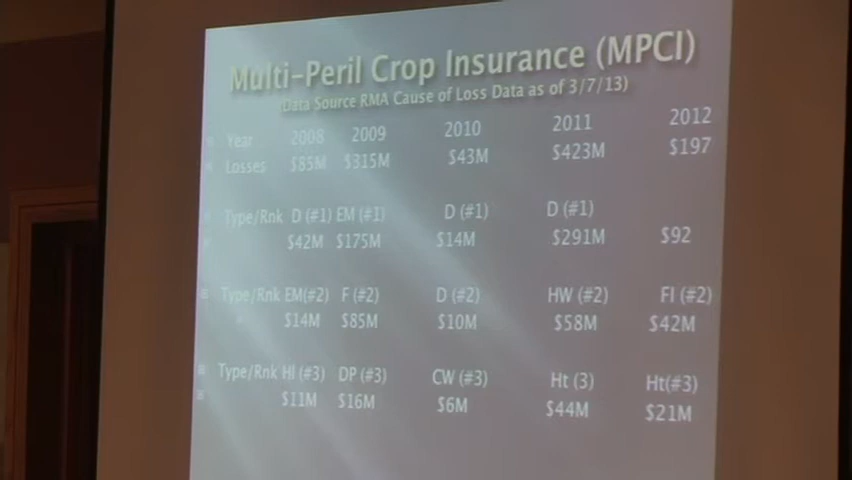 Multi-Peril Crop Insurance (MPCI)
(Data Source RMA Cause of Loss Data as of 3/7/13)
Year 2008 2009 2010 2011 2012
Losses $85M $315M $43M $423M $197
Type/Rnk D (#1) EM (#1) D (#1) D (#1)
$42M $175M $14M $291M $92
Type/Rnk EM(#2) F (#2) D (#2) HW (#2) FI (#2)
$14M $85M $10M $58M $42M
Type/Rnk HI (#3) DP (#3) CW (#3) Ht (3) Ht(#3)
$11M $16M $6M $44M $21M